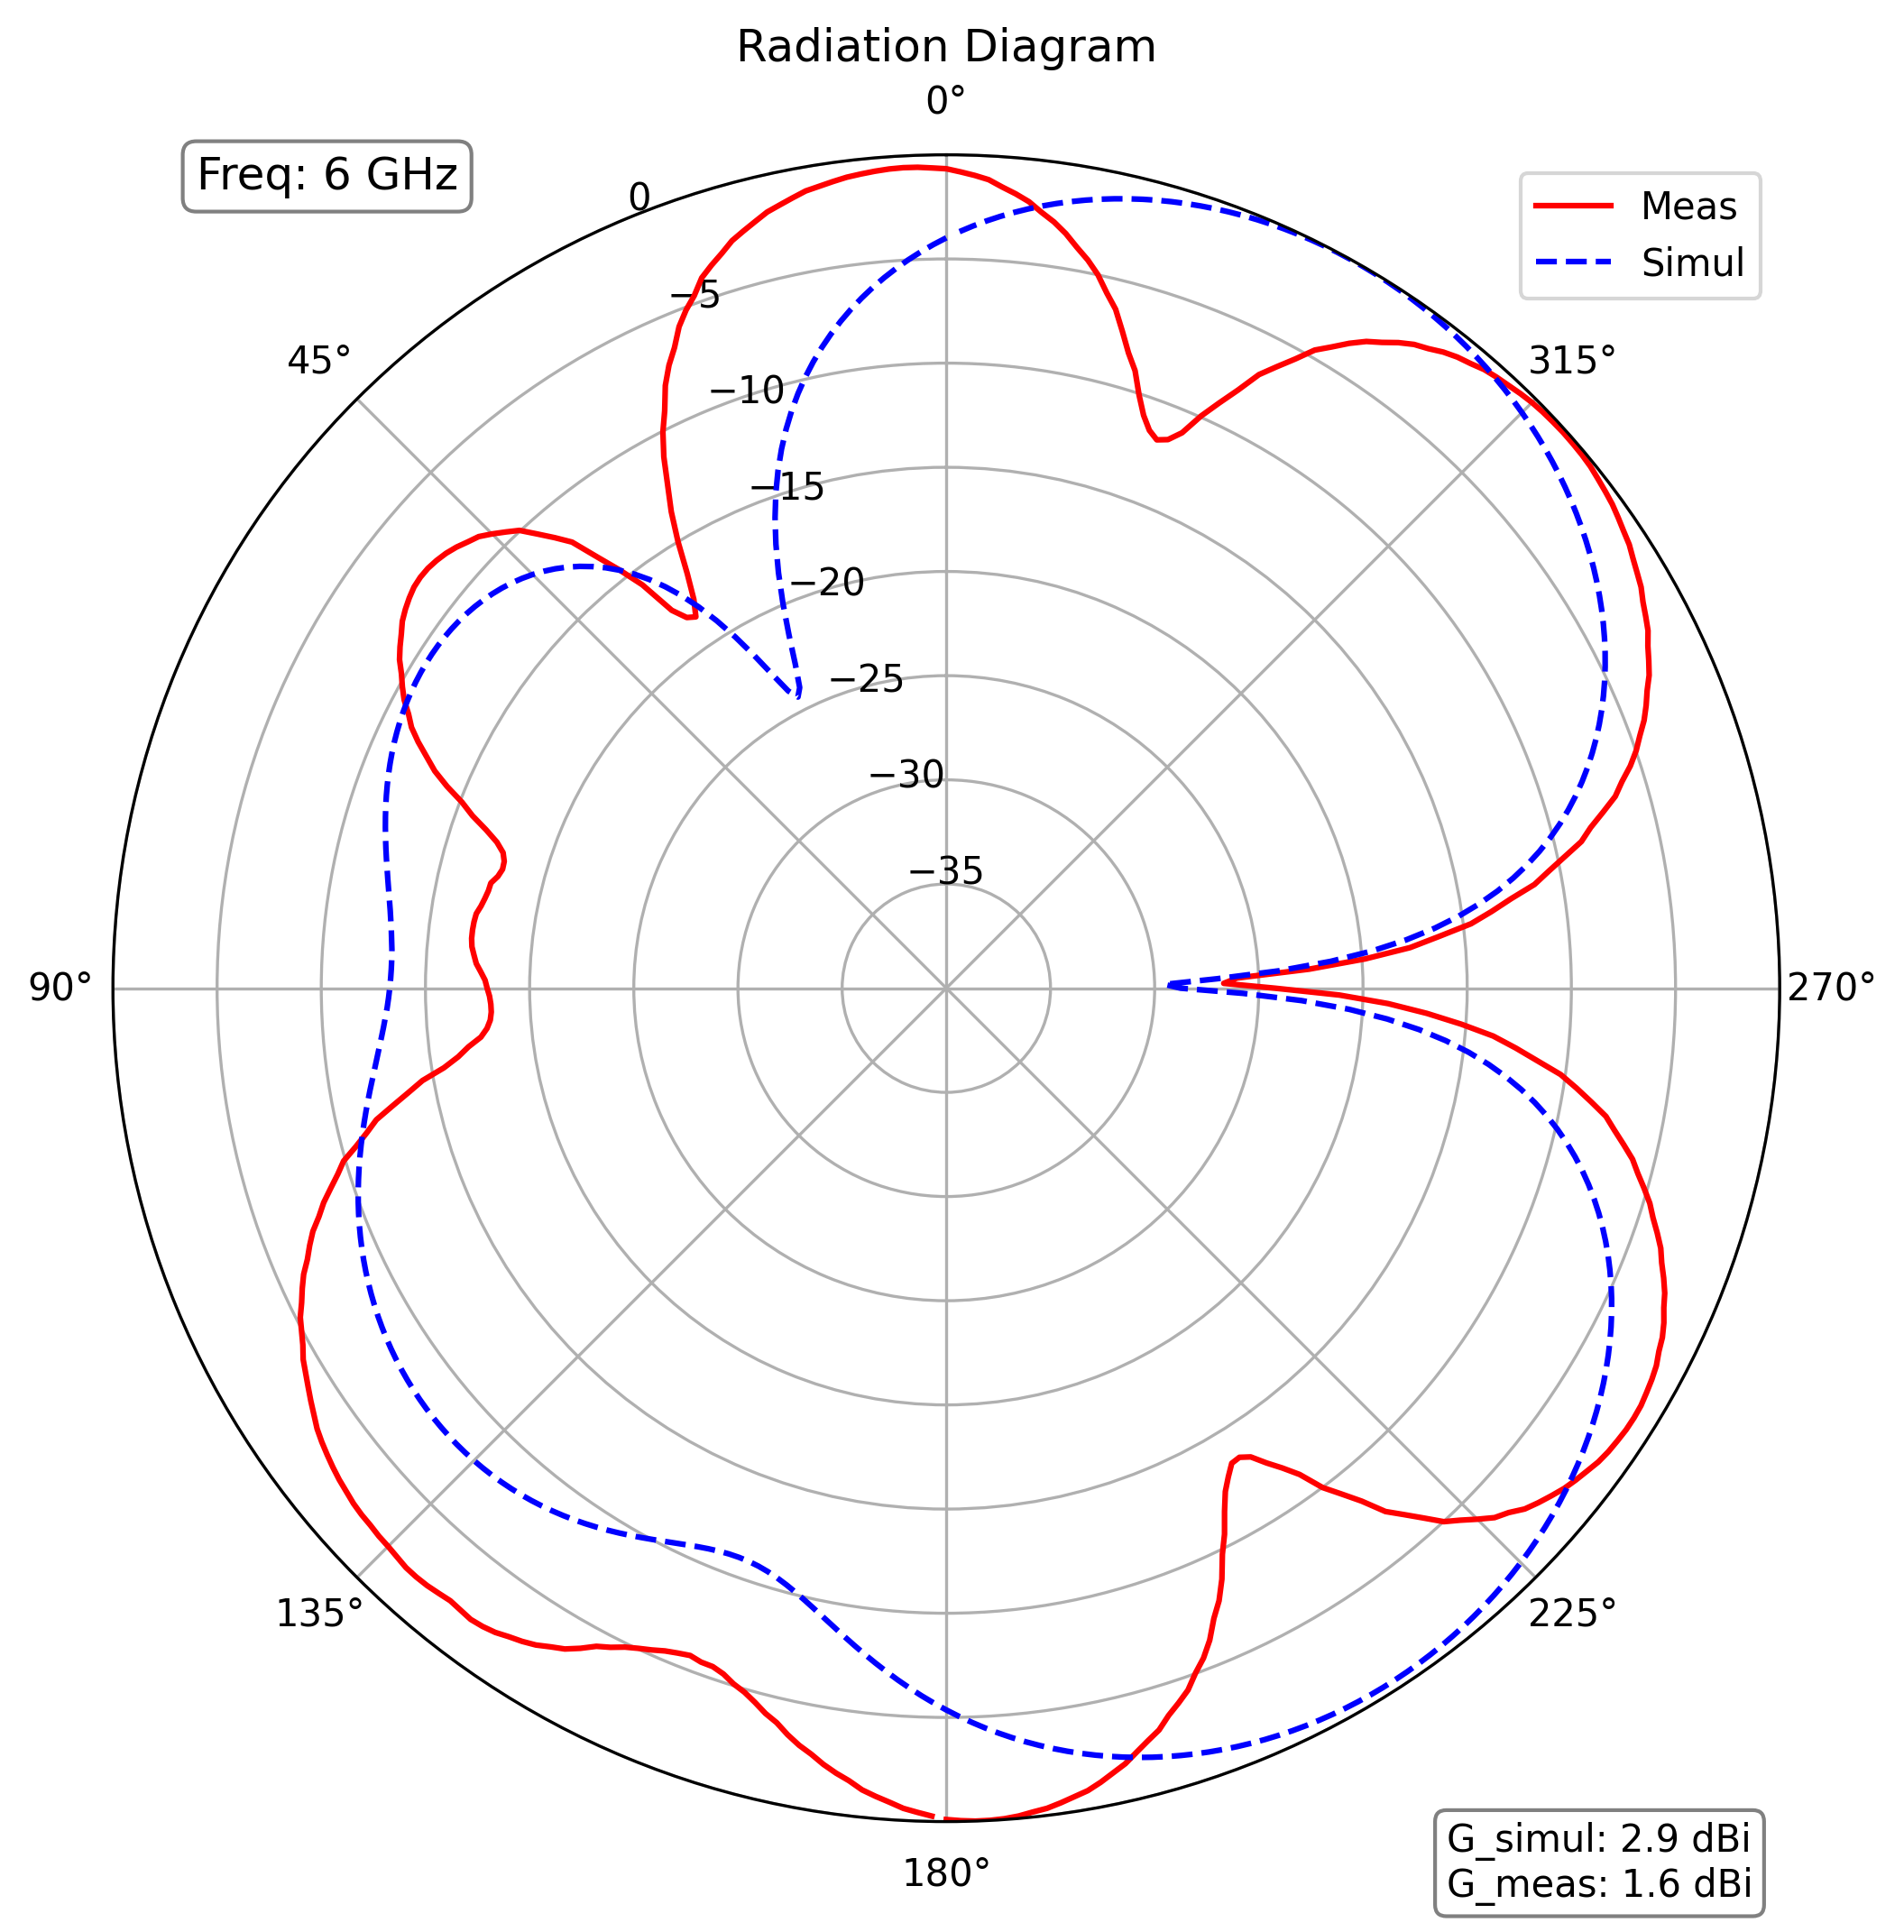 Radiation Diagram
0°
Freq: 6 GHz
0
Meas
Simul
−5
45°
315°
−10
−15
−20
−25
−30
−35
90°
270°
135°
225°
180°
G_simul: 2.9 dBi
G_meas: 1.6 dBi